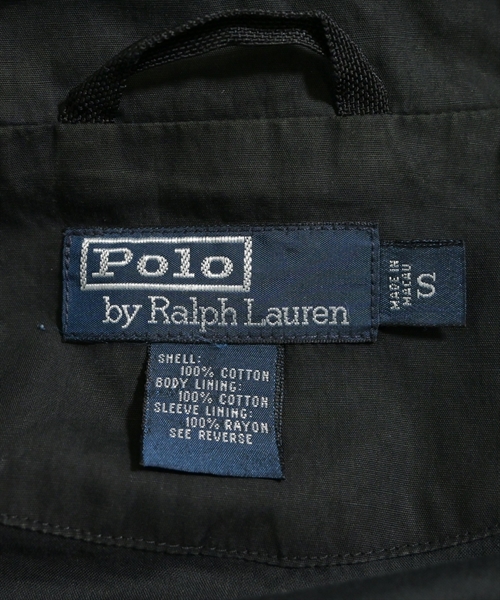 Polo
by Ralph Lauren
MADE IN
MACAU
S
SHELL:
100% COTTON
BODY LINING:
100% COTTON
SLEEVE LINING:
100% RAYON
SEE REVERSE